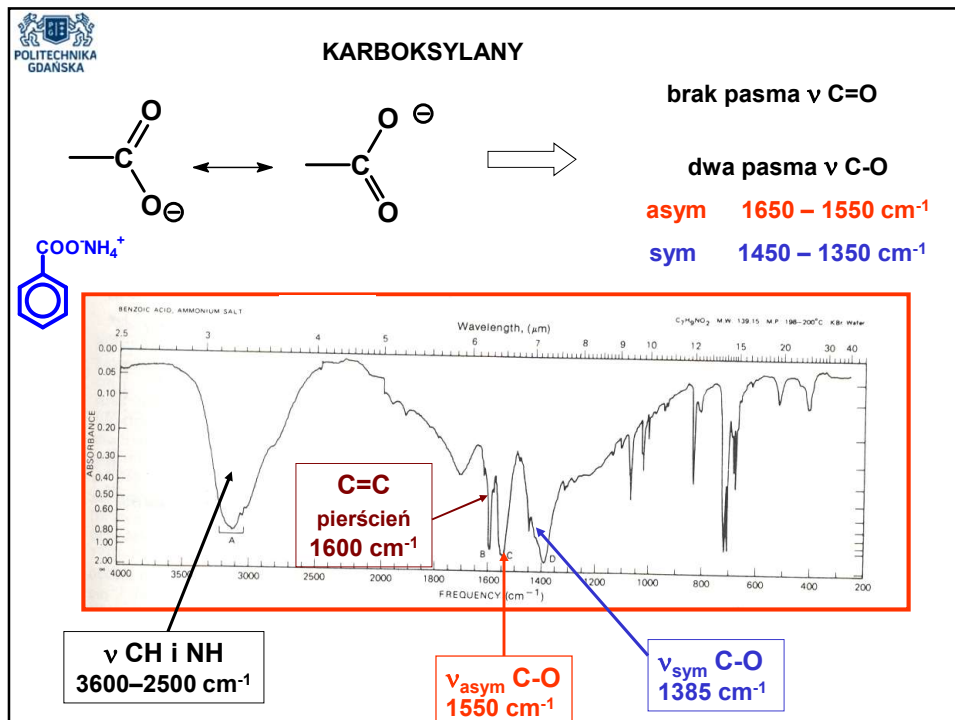 POLITECHNIKA
GDAŃSKA
KARBOKSYLANY
O
C
O⊖
O ⊖
C
O
brak pasma ν C=O
dwa pasma ν C-O
asym 1650 – 1550 cm⁻¹
sym 1450 – 1350 cm⁻¹
COO⁻NH₄⁺
BENZOIC ACID, AMMONIUM SALT
C₇H₉NO₂ M.W. 139.15 M.P. 198–200°C KBr Wafer
Wavelength, (μm)
2.5 3 4 5 6 7 8 9 10 12 15 20 30 40
0.00
0.05
0.10
0.20
0.30
0.40
0.50
0.60
0.80
1.00
2.00
∞
ABSORBANCE
A
B
C
D
C=C
pierścień
1600 cm⁻¹
4000 3500 3000 2500 2000 1800 1600 1400 1200 1000 800 600 400 200
FREQUENCY (cm⁻¹)
ν CH i NH
3600–2500 cm⁻¹
νasym C-O
1550 cm⁻¹
νsym C-O
1385 cm⁻¹